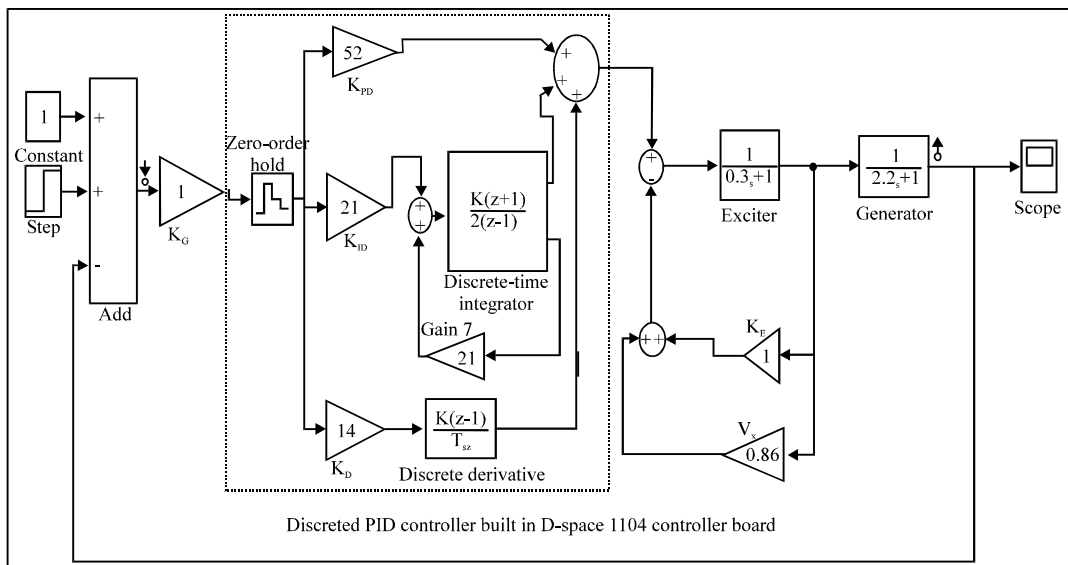 52
K_PD
+
+
+
1
Constant
Step
+
+
-
Add
1
K_G
Zero-order
hold
21
K_ID
+
+
K(z+1)
2(z-1)
Discrete-time
integrator
Gain 7
21
14
K_D
K(z-1)
T_sz
Discrete derivative
+
-
1
0.3_s+1
Exciter
1
2.2_s+1
Generator
Scope
++
K_E
1
V_x
0.86
Discreted PID controller built in D-space 1104 controller board